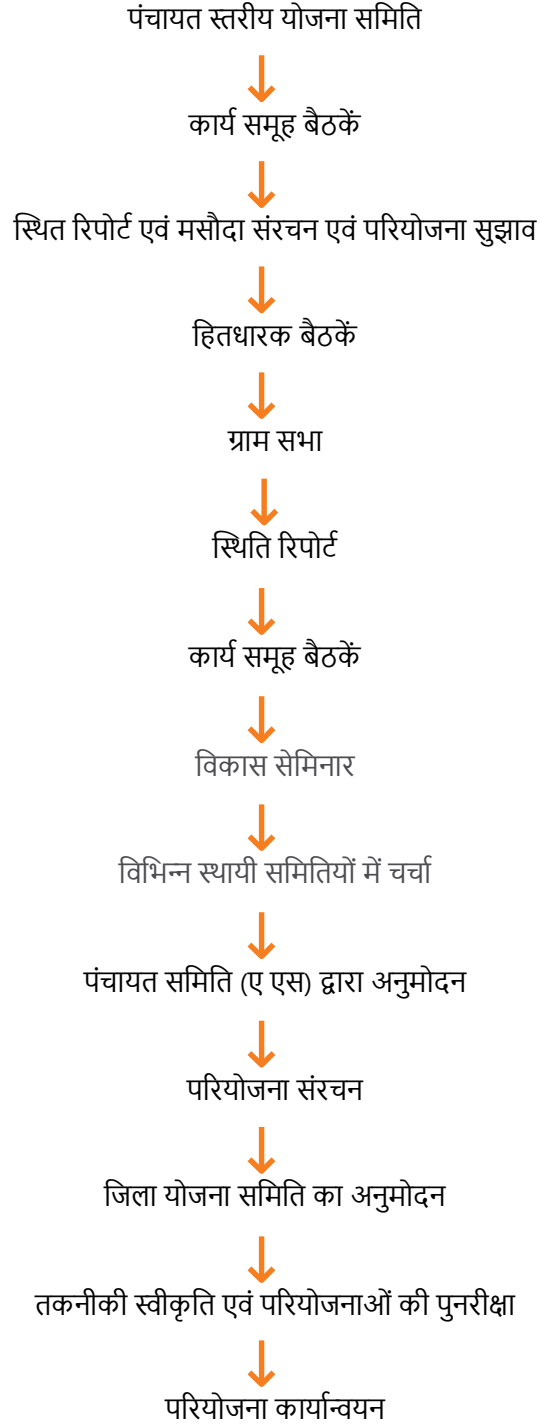 पंचायत स्तरीय योजना समिति
कार्य समूह बैठकें
स्थित रिपोर्ट एवं मसौदा संरचन एवं परियोजना सुझाव
हितधारक बैठकें
ग्राम सभा
स्थिति रिपोर्ट
कार्य समूह बैठकें
विकास सेमिनार
विभिन्न स्थायी समितियों में चर्चा
पंचायत समिति (ए एस) द्वारा अनुमोदन
परियोजना संरचन
जिला योजना समिति का अनुमोदन
तकनीकी स्वीकृति एवं परियोजनाओं की पुनरीक्षा
परियोजना कार्यान्वयन